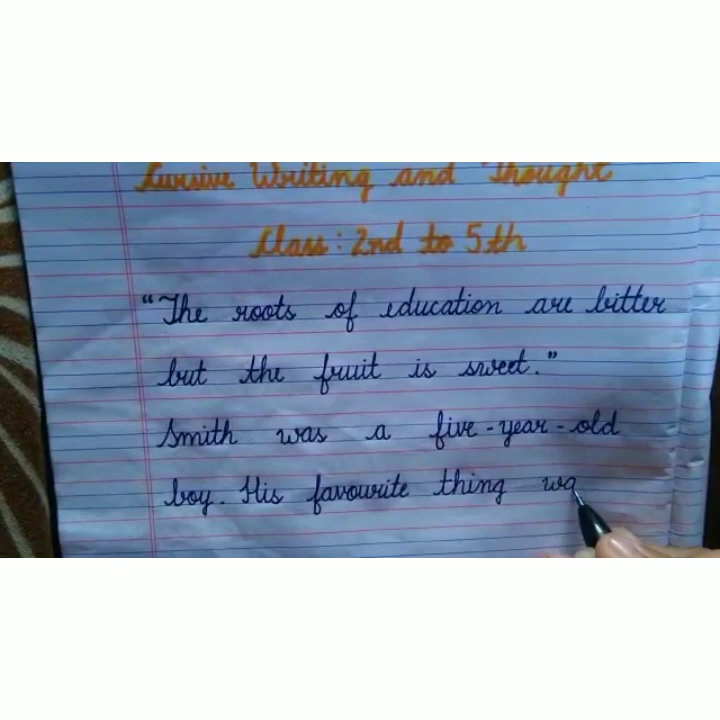 Cursive Writing and Thought
Class : 2nd to 5th
"The roots of education are bitter
but the fruit is sweet."
Smith was a five-year-old
boy. His favourite thing wa